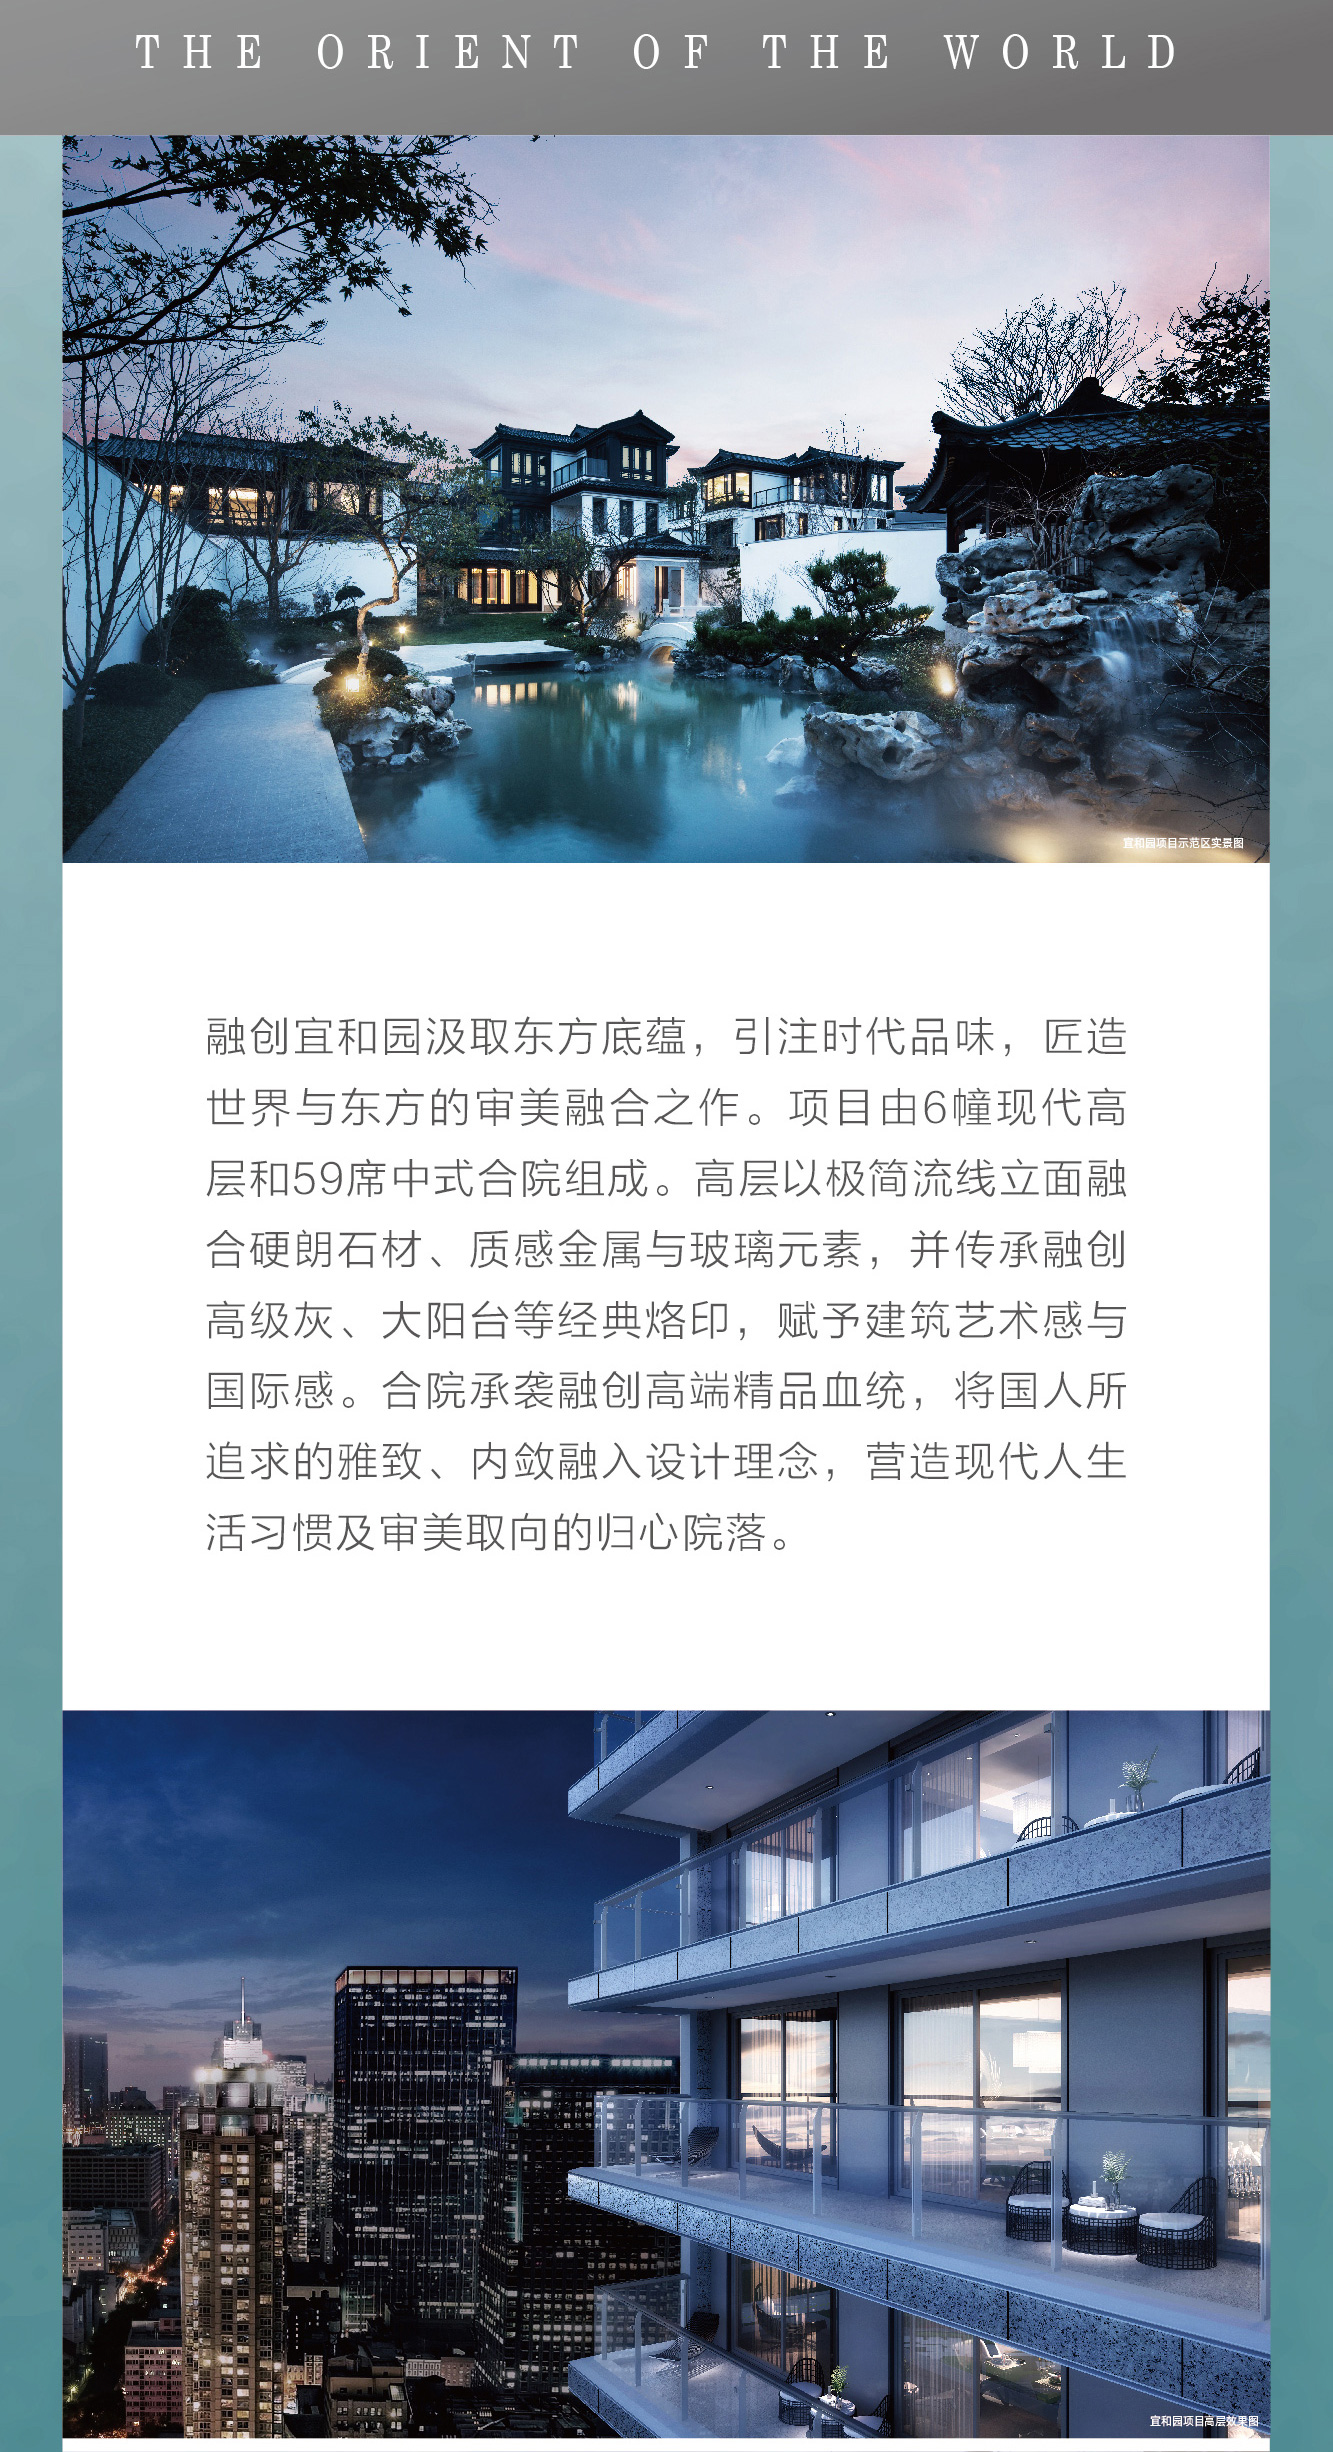 THE ORIENT OF THE WORLD
宜和园项目示范区实景图
融创宜和园汲取东方底蕴，引注时代品味，匠造
世界与东方的审美融合之作。项目由6幢现代高
层和59席中式合院组成。高层以极简流线立面融
合硬朗石材、质感金属与玻璃元素，并传承融创
高级灰、大阳台等经典烙印，赋予建筑艺术感与
国际感。合院承袭融创高端精品血统，将国人所
追求的雅致、内敛融入设计理念，营造现代人生
活习惯及审美取向的归心院落。
宜和园项目高层效果图